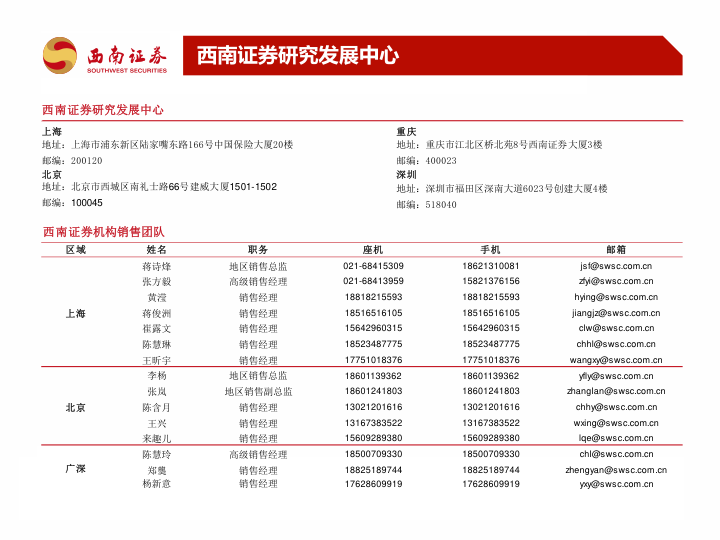 西南证券
SOUTHWEST SECURITIES
西南证券研究发展中心
西南证券研究发展中心
上海
地址：上海市浦东新区陆家嘴东路166号中国保险大厦20楼
邮编：200120
北京
地址：北京市西城区南礼士路66号建威大厦1501-1502
邮编：100045
重庆
地址：重庆市江北区桥北苑8号西南证券大厦3楼
邮编：400023
深圳
地址：深圳市福田区深南大道6023号创建大厦4楼
邮编：518040
西南证券机构销售团队
区域 姓名 职务 座机 手机 邮箱
上海
蒋诗烽 地区销售总监 021-68415309 18621310081 jsf@swsc.com.cn
张方毅 高级销售经理 021-68413959 15821376156 zfyi@swsc.com.cn
黄滢 销售经理 18818215593 18818215593 hying@swsc.com.cn
蒋俊洲 销售经理 18516516105 18516516105 jiangjz@swsc.com.cn
崔露文 销售经理 15642960315 15642960315 clw@swsc.com.cn
陈慧琳 销售经理 18523487775 18523487775 chhl@swsc.com.cn
王昕宇 销售经理 17751018376 17751018376 wangxy@swsc.com.cn
北京
李杨 地区销售总监 18601139362 18601139362 yfly@swsc.com.cn
张岚 地区销售副总监 18601241803 18601241803 zhanglan@swsc.com.cn
陈含月 销售经理 13021201616 13021201616 chhy@swsc.com.cn
王兴 销售经理 13167383522 13167383522 wxing@swsc.com.cn
来趣儿 销售经理 15609289380 15609289380 lqe@swsc.com.cn
广深
陈慧玲 高级销售经理 18500709330 18500709330 chl@swsc.com.cn
郑龑 销售经理 18825189744 18825189744 zhengyan@swsc.com.cn
杨新意 销售经理 17628609919 17628609919 yxy@swsc.com.cn